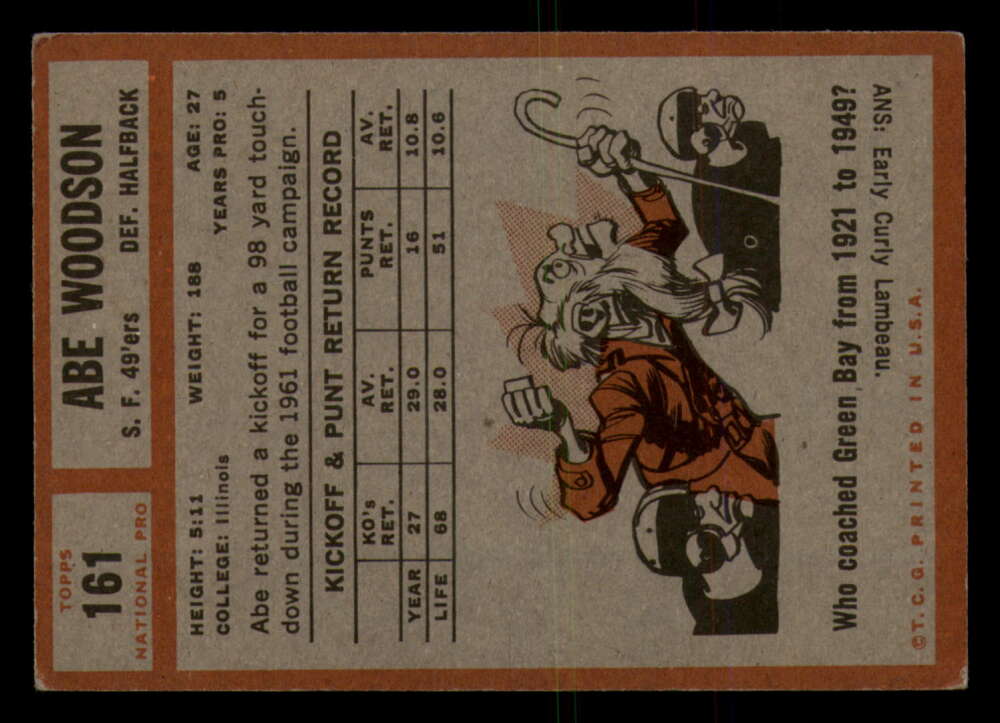 TOPPS
161
NATIONAL PRO
ABE WOODSON
S. F. 49'ers DEF. HALFBACK
HEIGHT: 5:11 WEIGHT: 188 AGE: 27
COLLEGE: Illinois YEARS PRO: 5
Abe returned a kickoff for a 98 yard touch-
down during the 1961 football campaign.
KICKOFF & PUNT RETURN RECORD
KO's RET. AV. RET. PUNTS RET. AV. RET.
YEAR 27 29.0 16 10.8
LIFE 68 28.0 51 10.6
Who coached Green Bay from 1921 to 1949?
ANS: Early Curly Lambeau.
©T.C.G. PRINTED IN U.S.A.